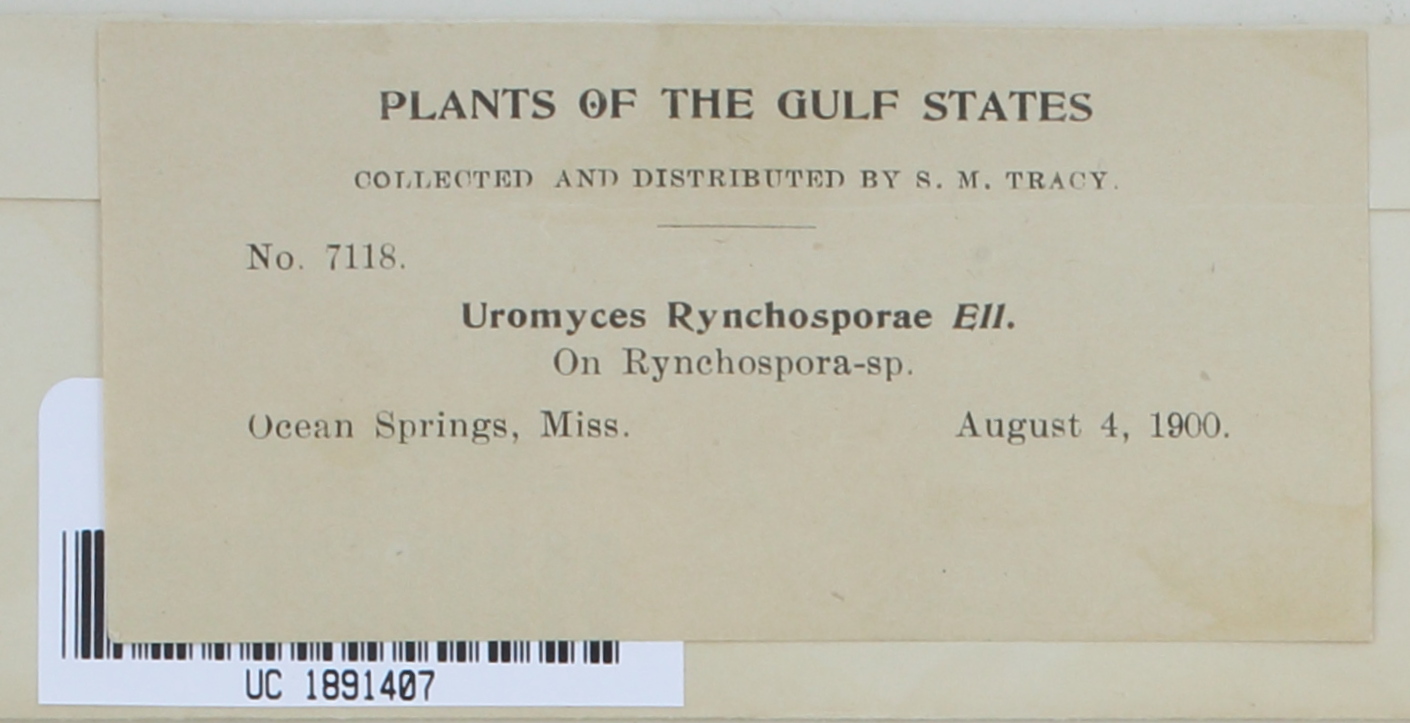 PLANTS OF THE GULF STATES
COLLECTED AND DISTRIBUTED BY S. M. TRACY.
No. 7118.
Uromyces Rynchosporae Ell.
On Rynchospora-sp.
Ocean Springs, Miss. August 4, 1900.
UC 1891407